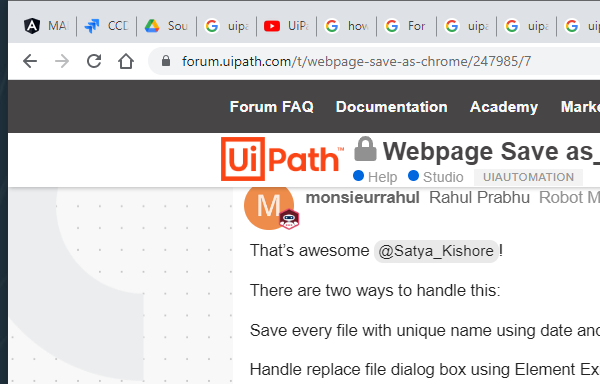 MA CCD Sou uipa UiPa how For uipa uipa uip
forum.uipath.com/t/webpage-save-as-chrome/247985/7
Forum FAQ Documentation Academy Marke
UiPath™ Webpage Save as_
Help Studio UIAUTOMATION
M monsieurrahul Rahul Prabhu Robot M
That's awesome @Satya_Kishore!
There are two ways to handle this:
Save every file with unique name using date and
Handle replace file dialog box using Element Ex